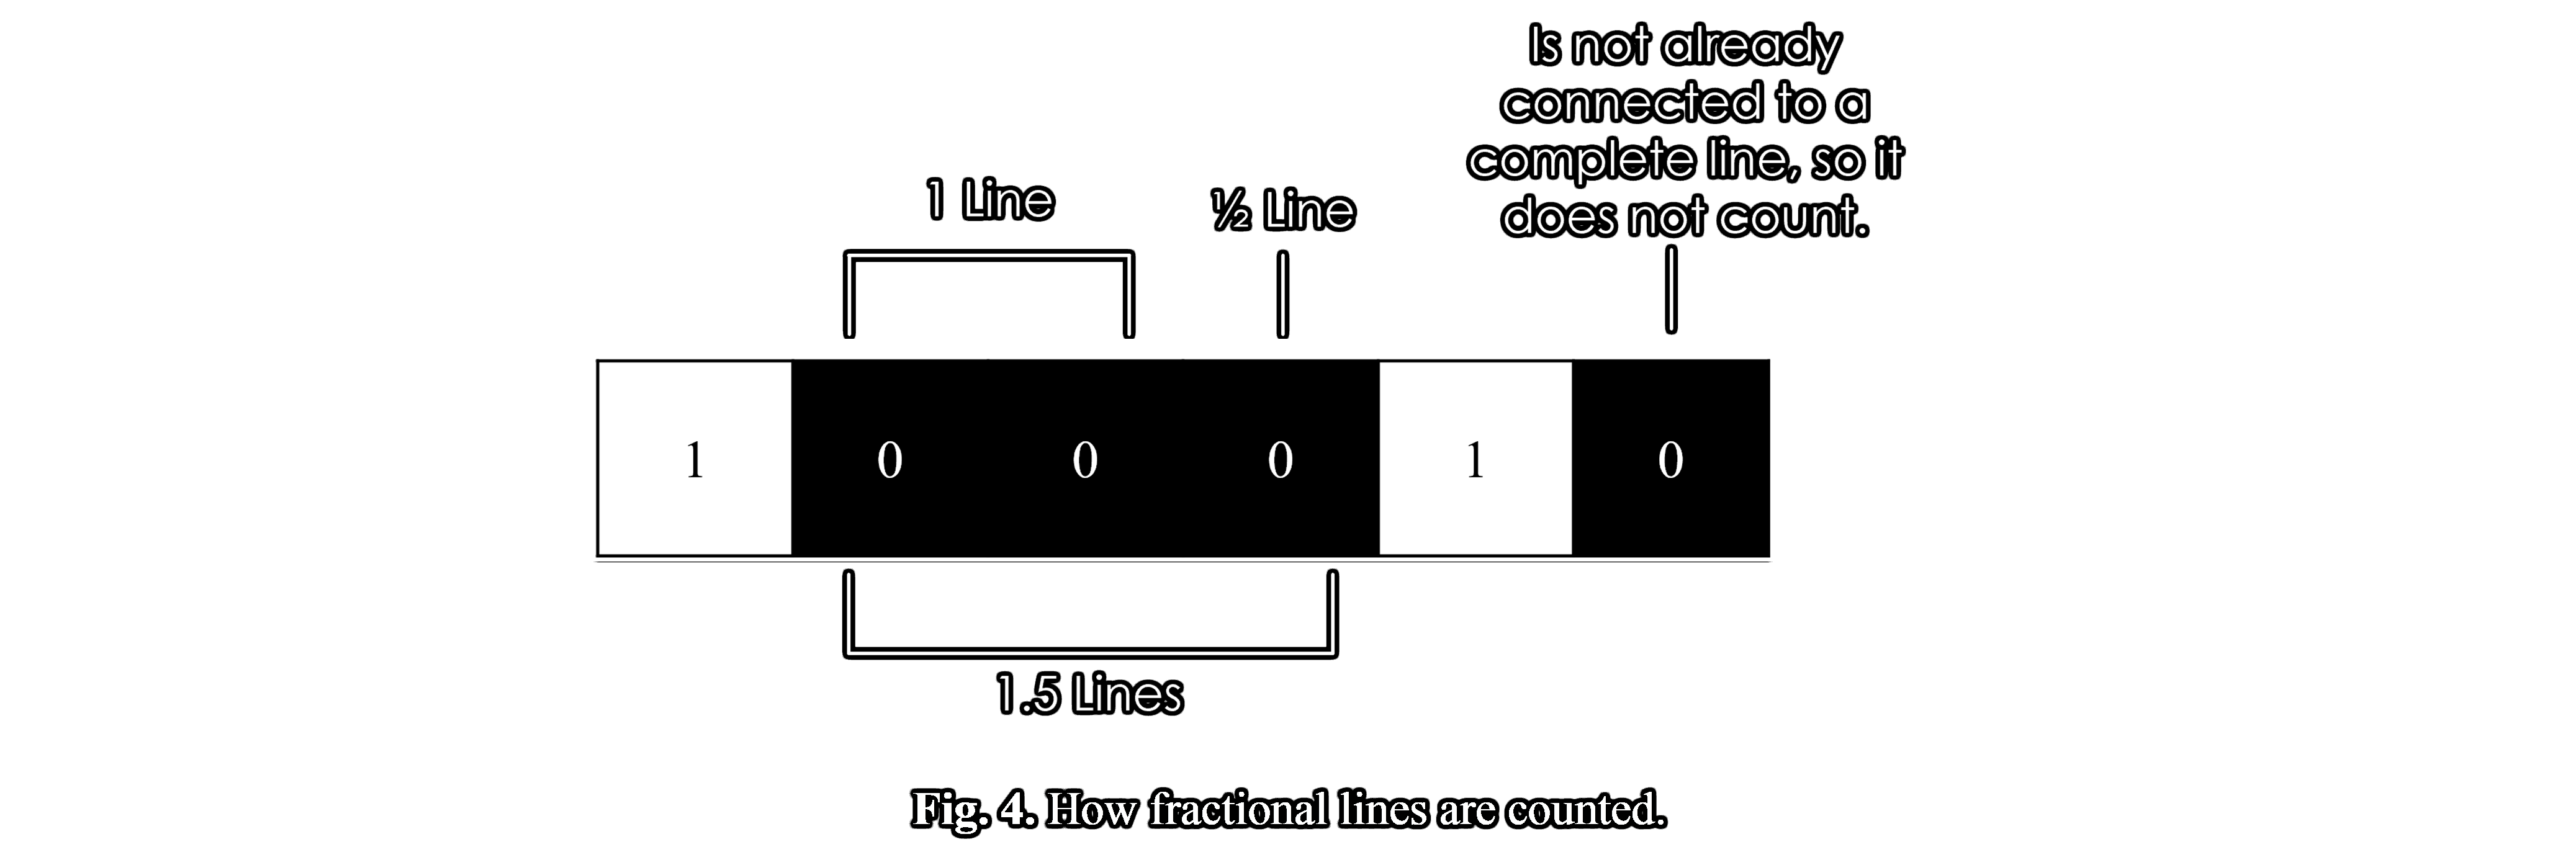 Is not already
connected to a
complete line, so it
does not count.
1 Line
½ Line
1 0 0 0 1 0
1.5 Lines
Fig. 4. How fractional lines are counted.